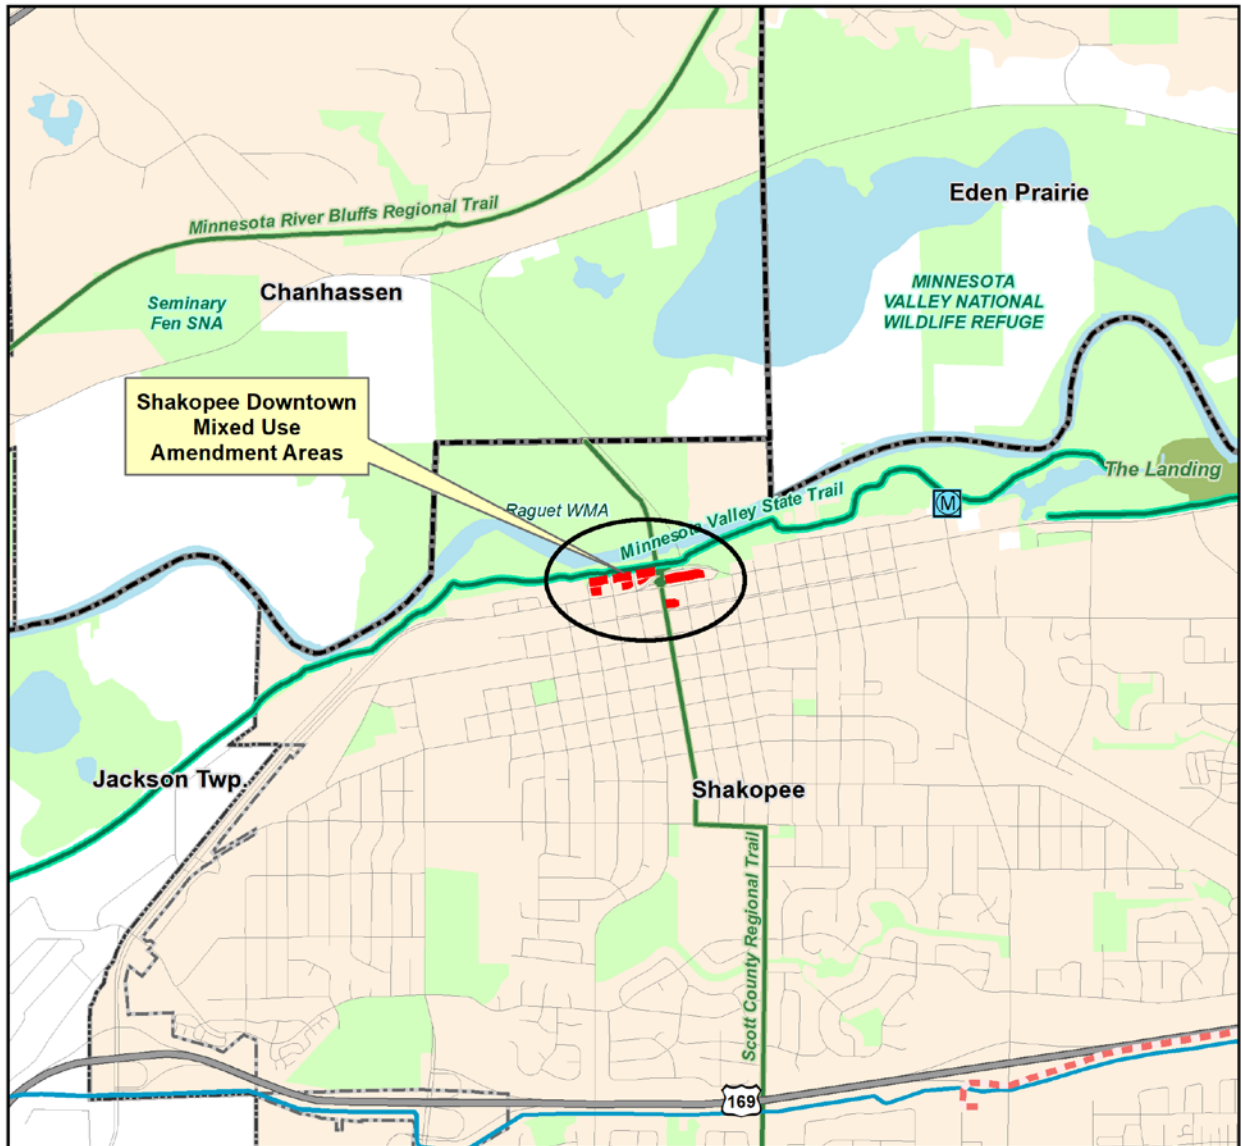 Eden Prairie
Minnesota River Bluffs Regional Trail
Chanhassen
MINNESOTA
VALLEY NATIONAL
WILDLIFE REFUGE
Seminary
Fen SNA
Shakopee Downtown
Mixed Use
Amendment Areas
The Landing
Raguet WMA
Minnesota Valley State Trail
M
Jackson Twp.
Shakopee
Scott County Regional Trail
169